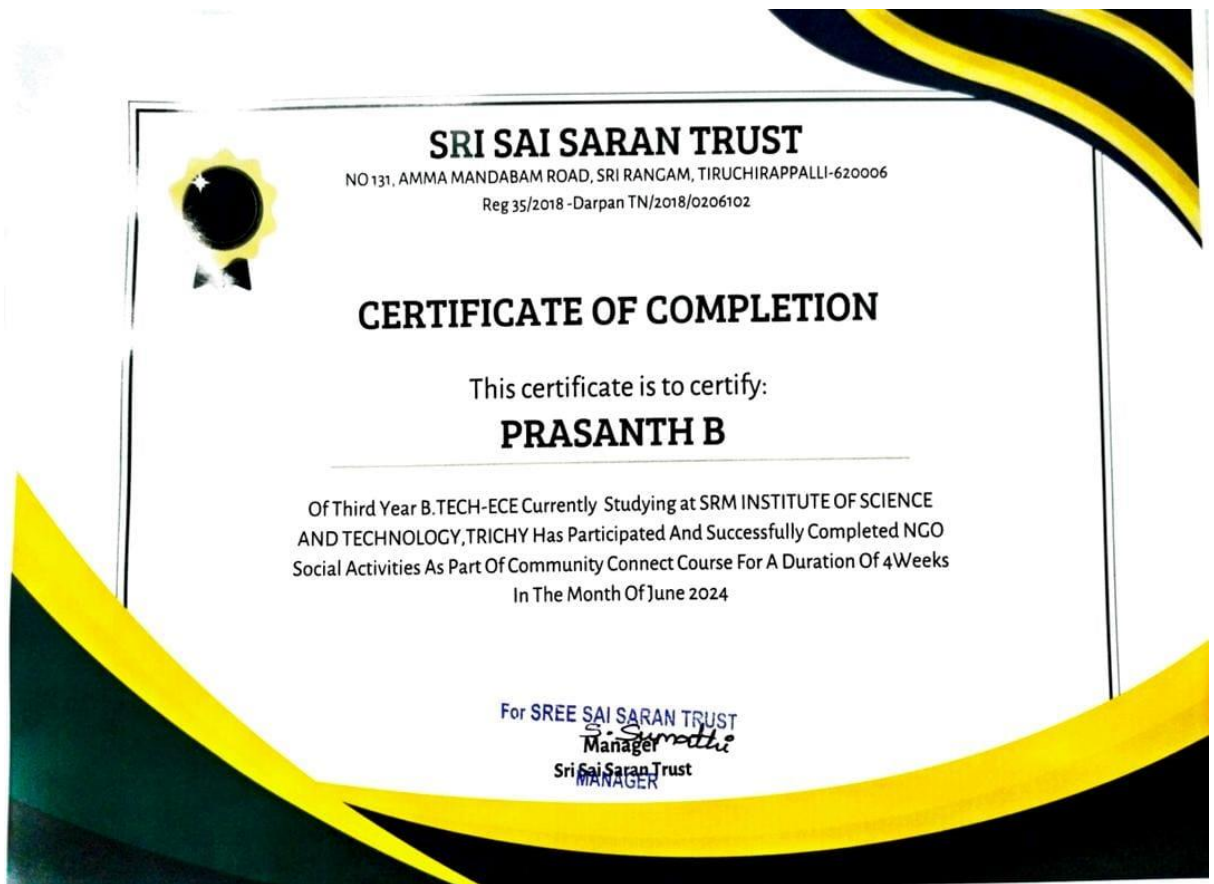 SRI SAI SARAN TRUST
NO 131, AMMA MANDABAM ROAD, SRI RANGAM, TIRUCHIRAPPALLI-620006
Reg 35/2018 -Darpan TN/2018/0206102
CERTIFICATE OF COMPLETION
This certificate is to certify:
PRASANTH B
Of Third Year B.TECH-ECE Currently Studying at SRM INSTITUTE OF SCIENCE
AND TECHNOLOGY,TRICHY Has Participated And Successfully Completed NGO
Social Activities As Part Of Community Connect Course For A Duration Of 4Weeks
In The Month Of June 2024
For SREE SAI SARAN TRUST
S. Sumathi
Manager
Sri Sai Saran Trust
MANAGER